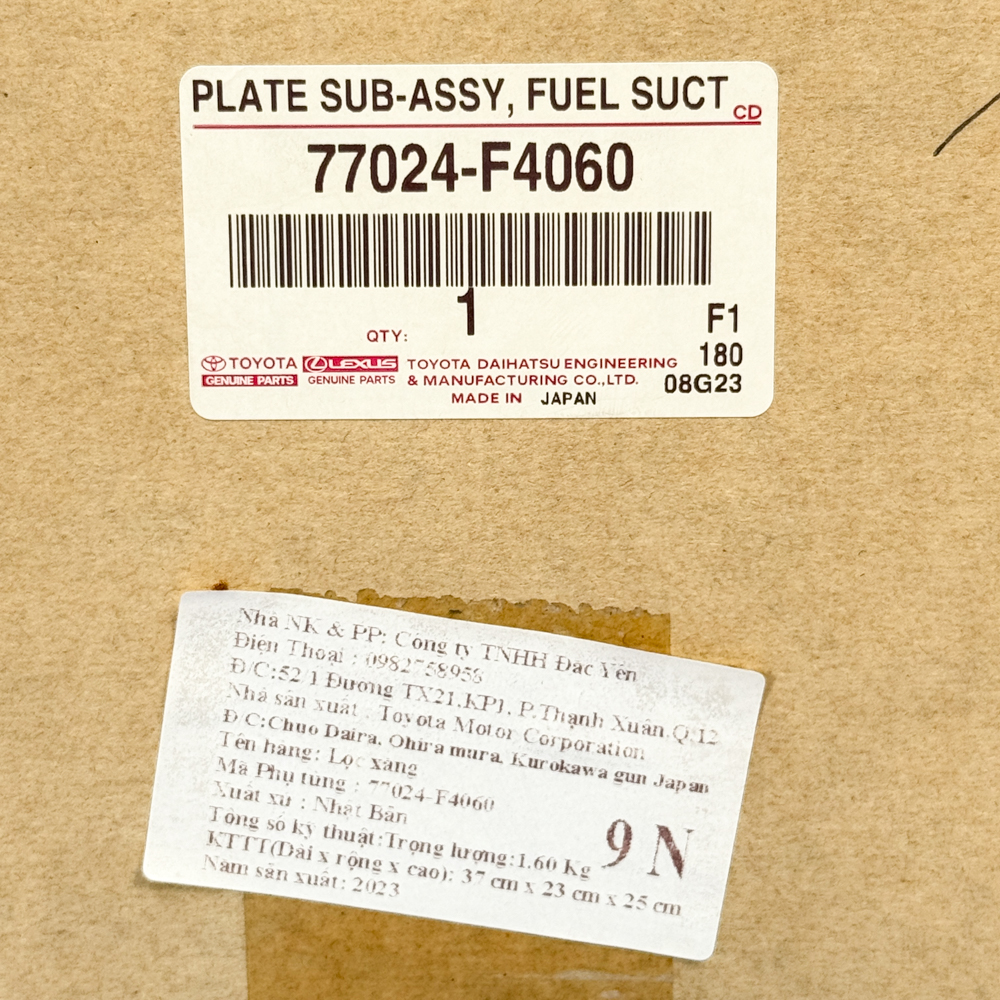 PLATE SUB-ASSY, FUEL SUCT CD
77024-F4060
QTY: 1
F1
180
08G23
TOYOTA GENUINE PARTS
LEXUS GENUINE PARTS
TOYOTA DAIHATSU ENGINEERING
& MANUFACTURING CO.,LTD.
MADE IN JAPAN
Nhà NK & PP: Công ty TNHH Đắc Yến
Điện Thoại : 0982758956
Đ/C:52/1 Đường TX21,KP1, P.Thạnh Xuân,Q.12
Nhà sản xuất : Toyota Motor Corporation
Đ/C:Chuo Daira, Ohira mura, Kurokawa gun Japan
Tên hàng: Lọc xăng
Mã Phụ tùng : 77024-F4060
Xuất xứ : Nhật Bản
Tổng số kỹ thuật:Trọng lượng:1.60 Kg
KTTT(Dài x rộng x cao): 37 cm x 23 cm x 25 cm
Năm sản xuất: 2023
9 N